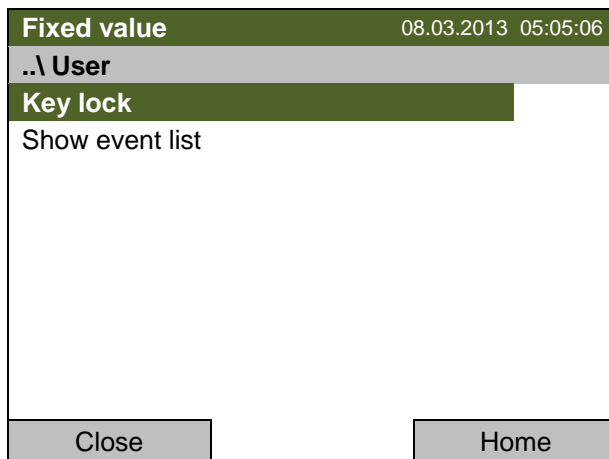 Fixed value 08.03.2013 05:05:06
..\ User
Key lock
Show event list
Close Home